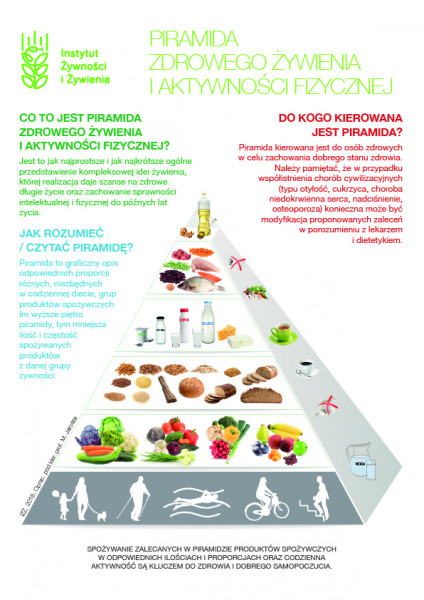 Instytut
Żywności
i Żywienia
PIRAMIDA
ZDROWEGO ŻYWIENIA
I AKTYWNOŚCI FIZYCZNEJ
CO TO JEST PIRAMIDA
ZDROWEGO ŻYWIENIA
I AKTYWNOŚCI FIZYCZNEJ?
Jest to jak najprostsze i jak najkrótsze ogólne
przedstawienie kompleksowej idei żywienia,
której realizacja daje szanse na zdrowe
długie życie oraz zachowanie sprawności
intelektualnej i fizycznej do późnych lat
życia.
DO KOGO KIEROWANA
JEST PIRAMIDA?
Piramida kierowana jest do osób zdrowych
w celu zachowania dobrego stanu zdrowia.
Należy pamiętać, że w przypadku
współistnienia chorób cywilizacyjnych
(typu otyłość, cukrzyca, choroba
niedokrwienna serca, nadciśnienie,
osteoporoza) konieczna może być
modyfikacja proponowanych zaleceń
w porozumieniu z lekarzem
i dietetykiem.
JAK ROZUMIEĆ
/ CZYTAĆ PIRAMIDĘ?
Piramida to graficzny opis
odpowiednich proporcji
różnych, niezbędnych
w codziennej diecie, grup
produktów spożywczych.
Im wyższe piętro
piramidy, tym mniejsza
ilość i częstość
spożywanych
produktów
z danej grupy
żywności.
WODA
IŻŻ, 2016, Oprac. pod kier. prof. M. Jarosza
SPOŻYWANIE ZALECANYCH W PIRAMIDZIE PRODUKTÓW SPOŻYWCZYCH
W ODPOWIEDNICH ILOŚCIACH I PROPORCJACH ORAZ CODZIENNA
AKTYWNOŚĆ SĄ KLUCZEM DO ZDROWIA I DOBREGO SAMOPOCZUCIA.